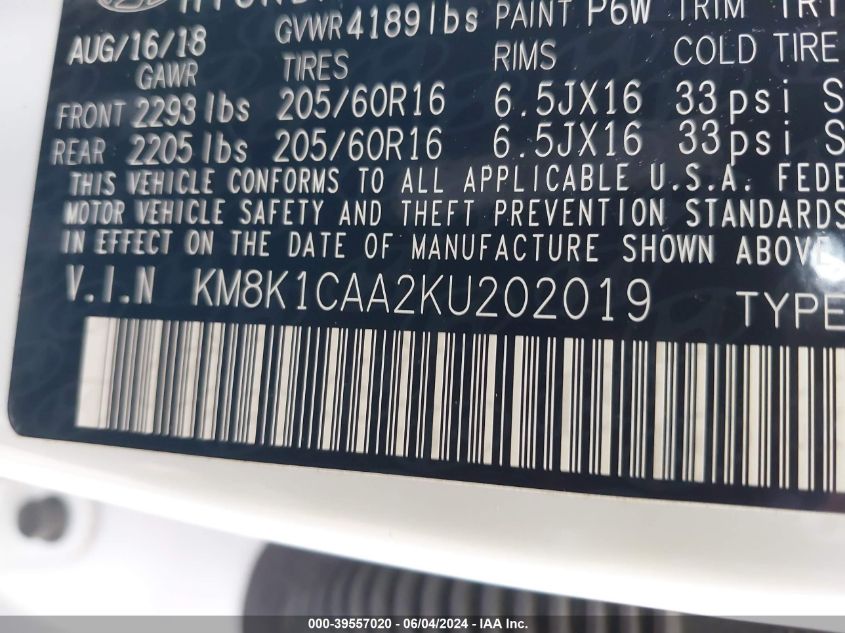 GVWR 4189 lbs PAINT P6W TRIM
AUG/16/18
GAWR TIRES RIMS COLD TIRE
FRONT 2293 lbs 205/60R16 6.5JX16 33psi S
REAR 2205 lbs 205/60R16 6.5JX16 33psi S
THIS VEHICLE CONFORMS TO ALL APPLICABLE U.S.A. FEDE
MOTOR VEHICLE SAFETY AND THEFT PREVENTION STANDARDS
IN EFFECT ON THE DATE OF MANUFACTURE SHOWN ABOVE
V.I.N KM8K1CAA2KU202019 TYPE
000-39557020 - 06/04/2024 - IAA Inc.